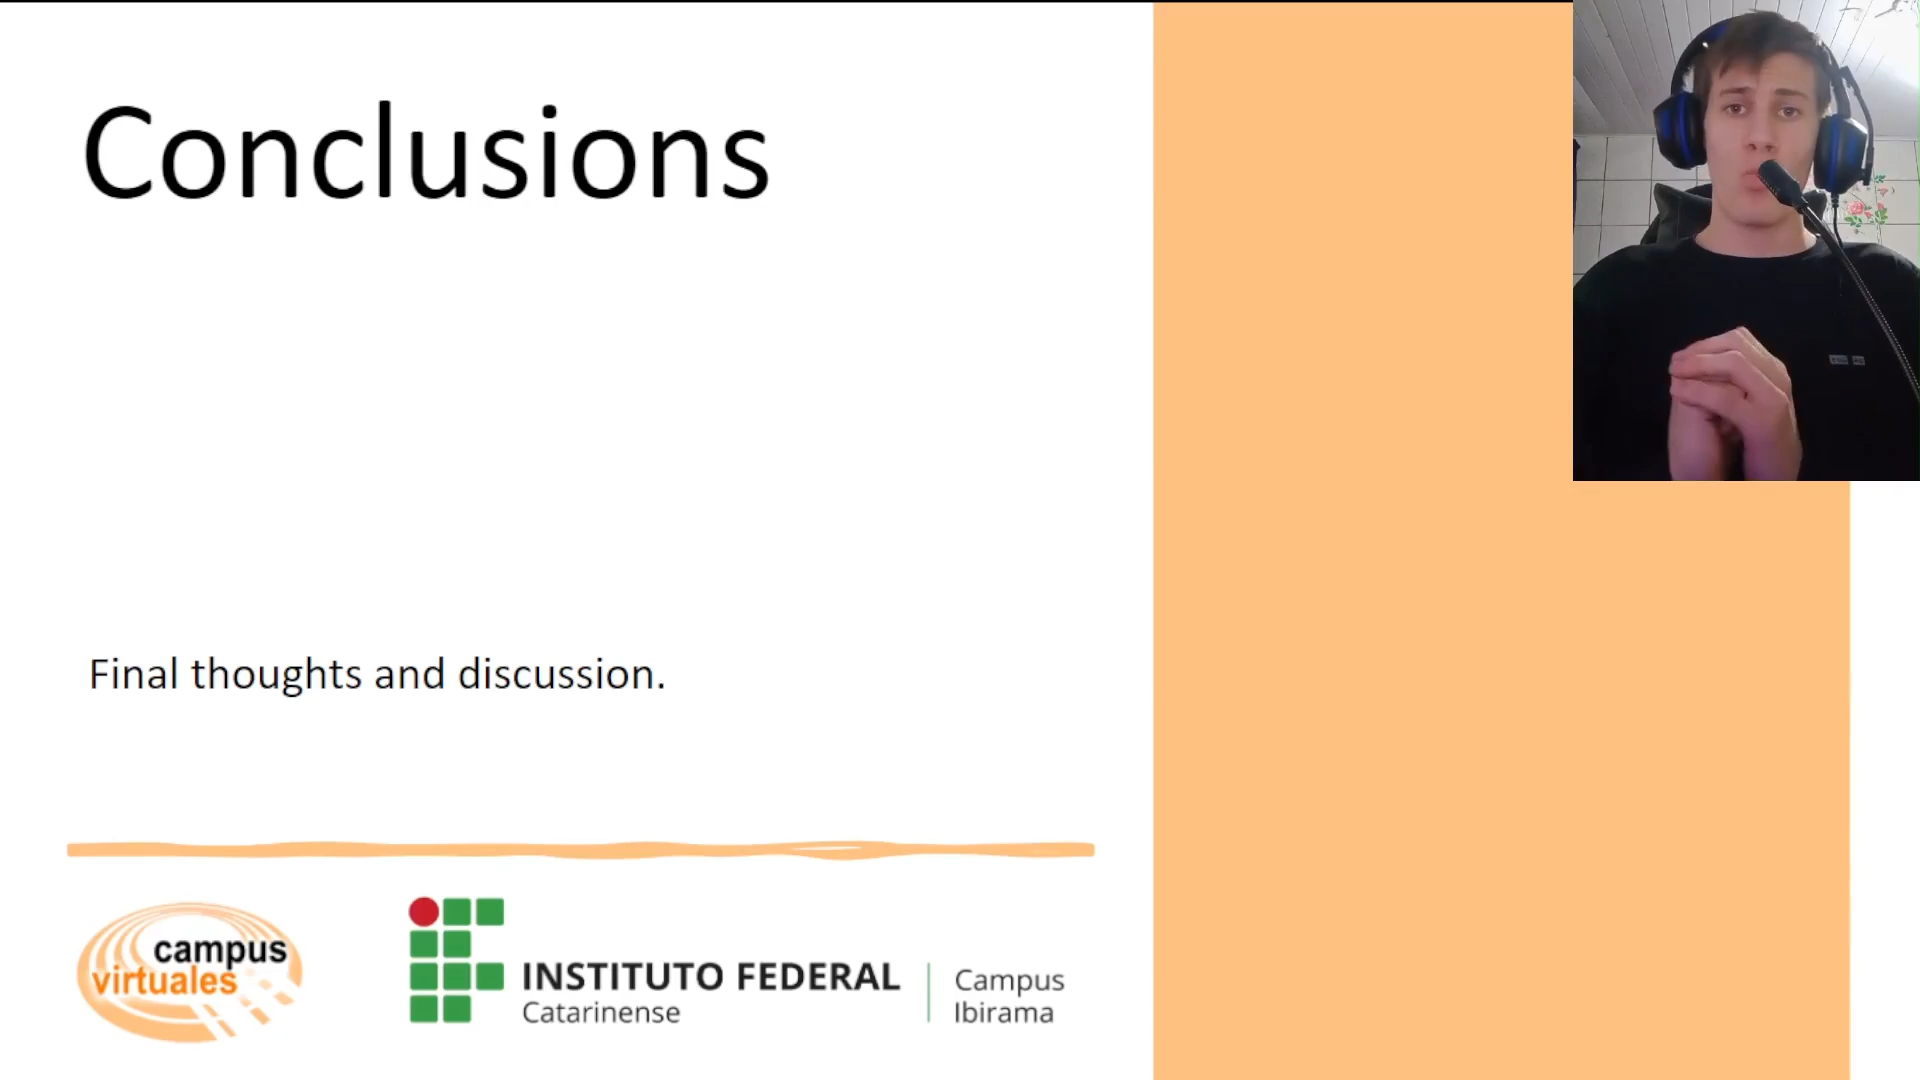 Conclusions
Final thoughts and discussion.
campus
virtuales
INSTITUTO FEDERAL
Catarinense
Campus
Ibirama